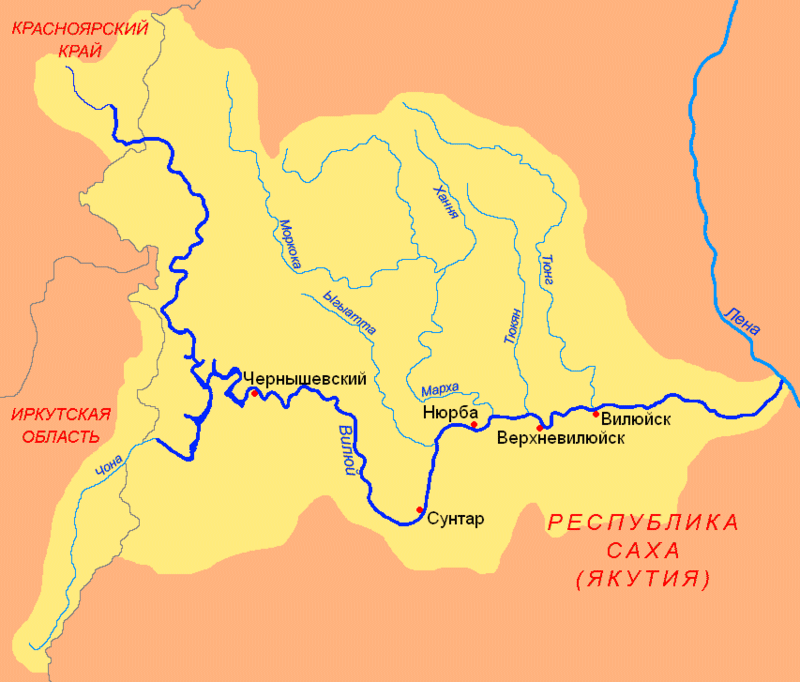 КРАСНОЯРСКИЙ
КРАЙ
Хання
Моркока
Тюнг
Ыгыатта
Лена
Тюкян
Чернышевский
Марха
ИРКУТСКАЯ
ОБЛАСТЬ
Нюрба
Вилюйск
Верхневилюйск
Вилюй
Чона
Сунтар
РЕСПУБЛИКА
САХА
(ЯКУТИЯ)